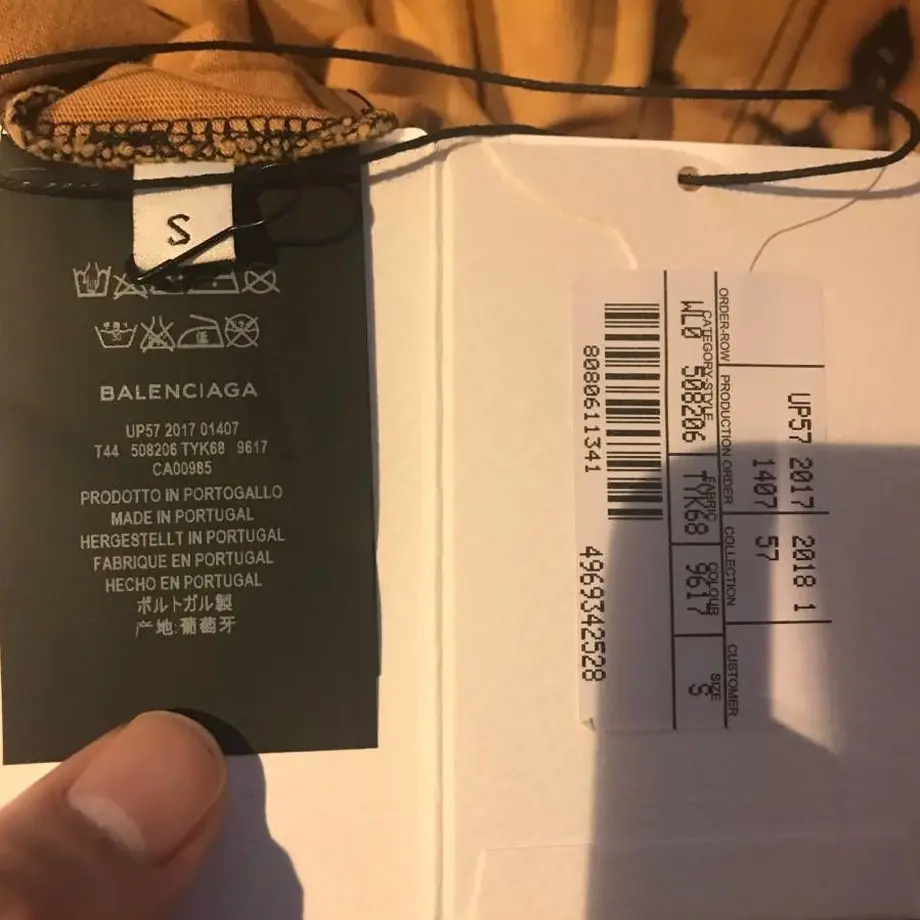 S
BALENCIAGA
UP57 2017 01407
T44 508206 TYK68 9617
CA00985
PRODOTTO IN PORTOGALLO
MADE IN PORTUGAL
HERGESTELLT IN PORTUGAL
FABRIQUE EN PORTUGAL
HECHO EN PORTUGAL
ポルトガル製
产地:葡萄牙
UP57 2017 2018 1
1407 57
ORDER-ROW PRODUCTION ORDER COLLECTION CUSTOMER
CATEGORY-STYLE FABRIC COLOUR SIZE
WL0 508206 TYK68 9617 S
8080611341
4969342528